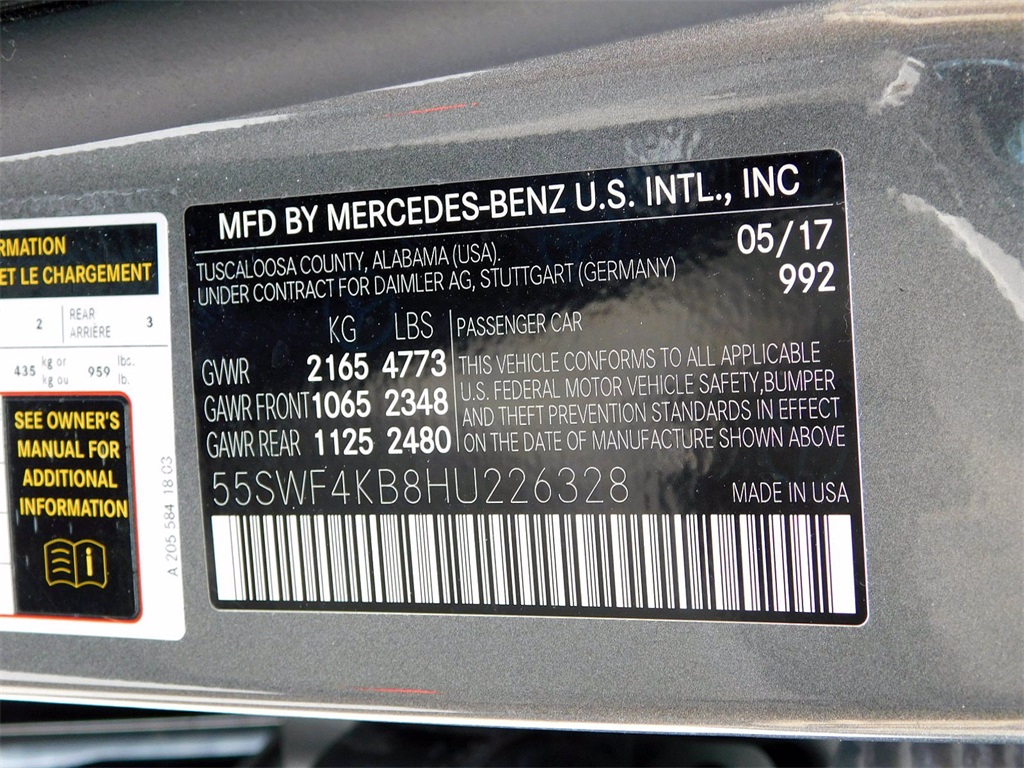 RMATION
ET LE CHARGEMENT
2 REAR ARRIÈRE 3
435 kg or kg ou 959 lbs. lb.
SEE OWNER'S
MANUAL FOR
ADDITIONAL
INFORMATION
i
A 205 584 18 03
MFD BY MERCEDES-BENZ U.S. INTL., INC
TUSCALOOSA COUNTY, ALABAMA (USA). 05/17
UNDER CONTRACT FOR DAIMLER AG, STUTTGART (GERMANY) 992
KG LBS
GVWR 2165 4773
GAWR FRONT 1065 2348
GAWR REAR 1125 2480
PASSENGER CAR
THIS VEHICLE CONFORMS TO ALL APPLICABLE
U.S. FEDERAL MOTOR VEHICLE SAFETY,BUMPER
AND THEFT PREVENTION STANDARDS IN EFFECT
ON THE DATE OF MANUFACTURE SHOWN ABOVE
55SWF4KB8HU226328
MADE IN USA